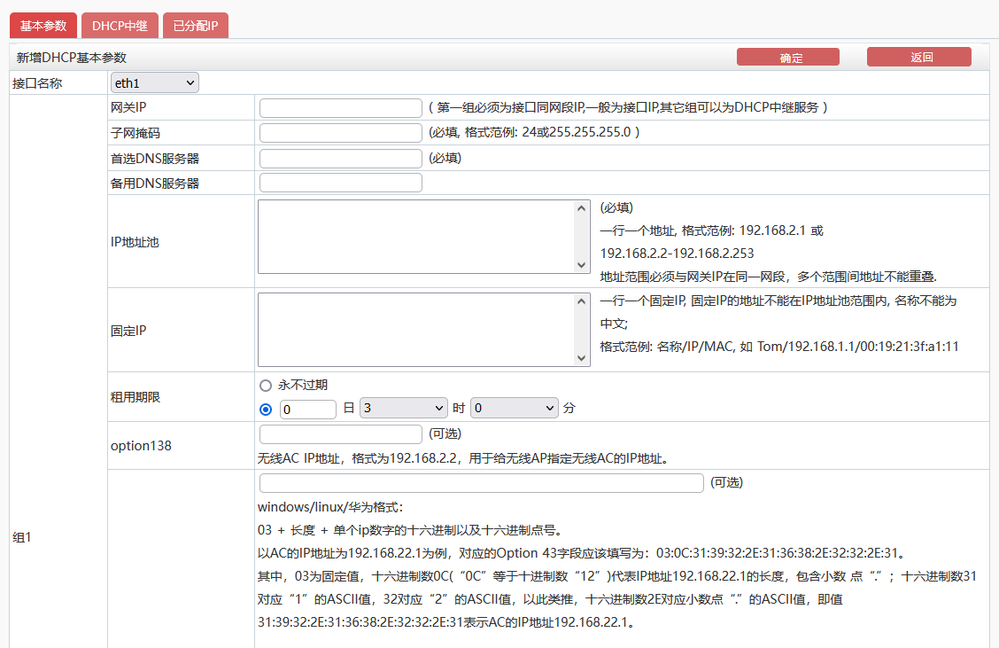 基本参数 DHCP中继 已分配IP
新增DHCP基本参数 确定 返回
接口名称 eth1
网关IP ( 第一组必须为接口同网段IP,一般为接口IP,其它组可以为DHCP中继服务 )
子网掩码 (必填, 格式范例: 24或255.255.255.0 )
首选DNS服务器 (必填)
备用DNS服务器
IP地址池
(必填)
一行一个地址, 格式范例: 192.168.2.1 或
192.168.2.2-192.168.2.253
地址范围必须与网关IP在同一网段，多个范围间地址不能重叠.
固定IP
一行一个固定IP, 固定IP的地址不能在IP地址池范围内, 名称不能为
中文;
格式范例: 名称/IP/MAC, 如 Tom/192.168.1.1/00:19:21:3f:a1:11
租用期限
永不过期
0 日 3 时 0 分
option138
(可选)
无线AC IP地址，格式为192.168.2.2，用于给无线AP指定无线AC的IP地址。
组1
(可选)
windows/linux/华为格式：
03 + 长度 + 单个ip数字的十六进制以及十六进制点号。
以AC的IP地址为192.168.22.1为例，对应的Option 43字段应该填写为：03:0C:31:39:32:2E:31:36:38:2E:32:32:2E:31。
其中，03为固定值，十六进制数0C(“0C”等于十进制数“12”)代表IP地址192.168.22.1的长度，包含小数 点“.”；十六进制数31
对应“1”的ASCII值，32对应“2”的ASCII值，以此类推，十六进制数2E对应小数点“.”的ASCII值，即值
31:39:32:2E:31:36:38:2E:32:32:2E:31表示AC的IP地址192.168.22.1。